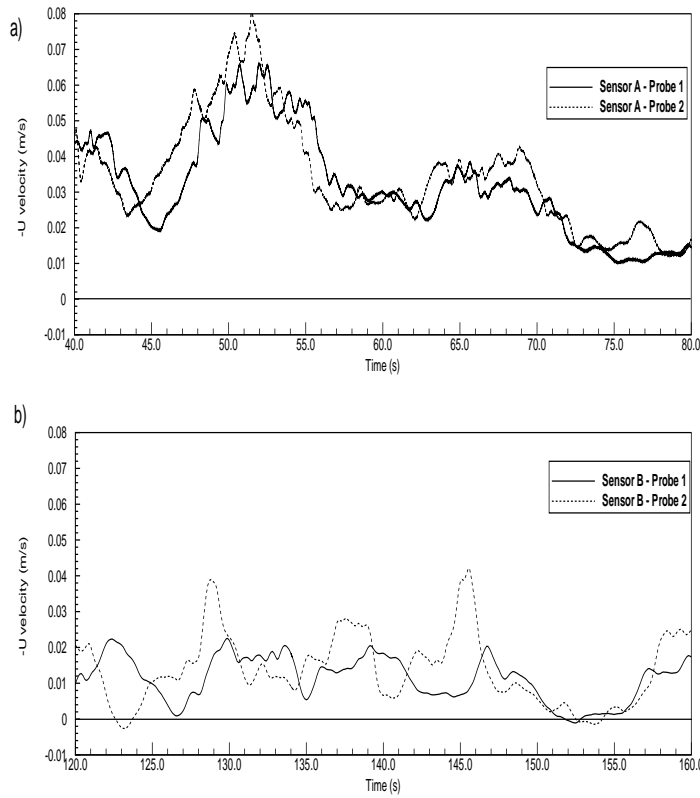 a)
-U velocity (m/s)
0.08
0.07
0.06
0.05
0.04
0.03
0.02
0.01
0
-0.01
Sensor A - Probe 1
Sensor A - Probe 2
40.0 45.0 50.0 55.0 60.0 65.0 70.0 75.0 80.0
Time (s)
b)
-U velocity (m/s)
0.08
0.07
0.06
0.05
0.04
0.03
0.02
0.01
0
-0.01
Sensor B - Probe 1
Sensor B - Probe 2
120.0 125.0 130.0 135.0 140.0 145.0 150.0 155.0 160.0
Time (s)